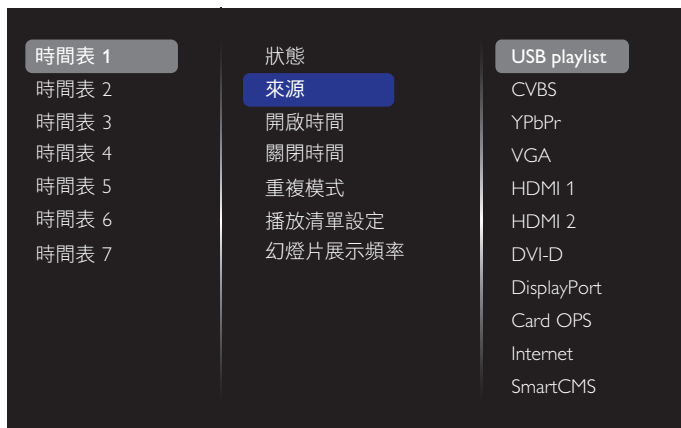 時間表 1
時間表 2
時間表 3
時間表 4
時間表 5
時間表 6
時間表 7
狀態
來源
開啟時間
關閉時間
重複模式
播放清單設定
幻燈片展示頻率
USB playlist
CVBS
YPbPr
VGA
HDMI 1
HDMI 2
DVI-D
DisplayPort
Card OPS
Internet
SmartCMS